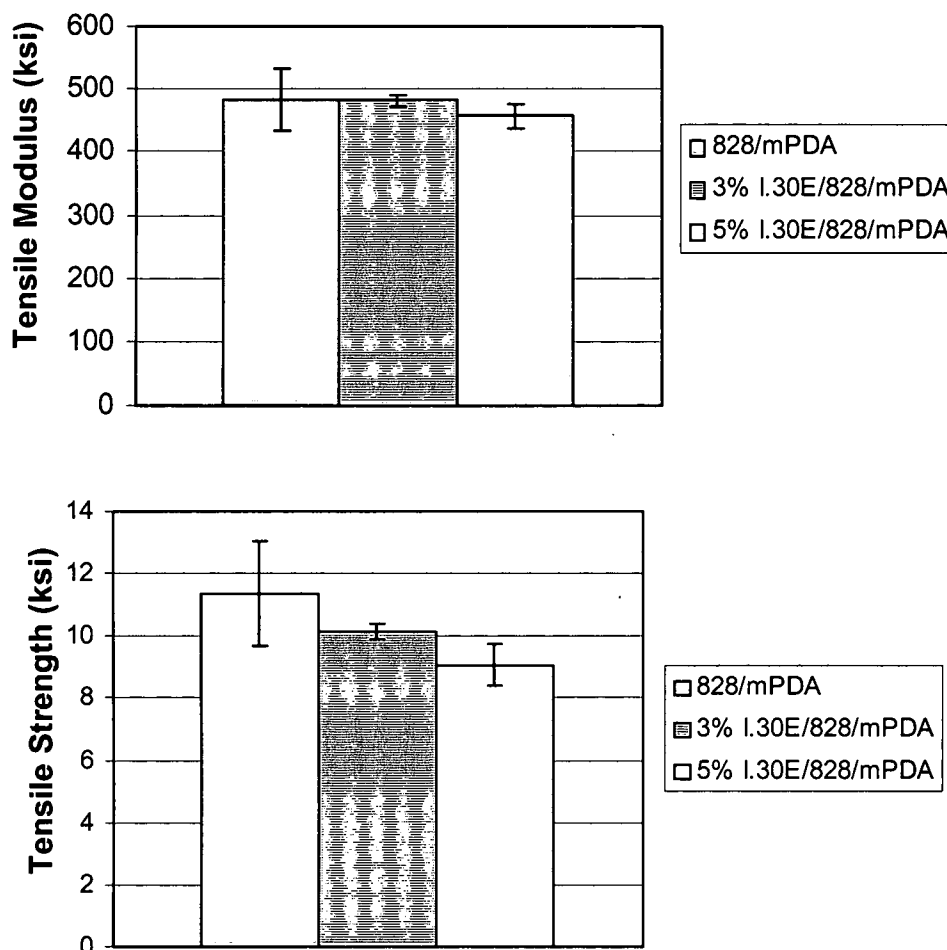 Tensile Modulus (ksi)
600
500
400
300
200
100
0
828/mPDA
3% I.30E/828/mPDA
5% I.30E/828/mPDA
Tensile Strength (ksi)
14
12
10
8
6
4
2
0
828/mPDA
3% I.30E/828/mPDA
5% I.30E/828/mPDA